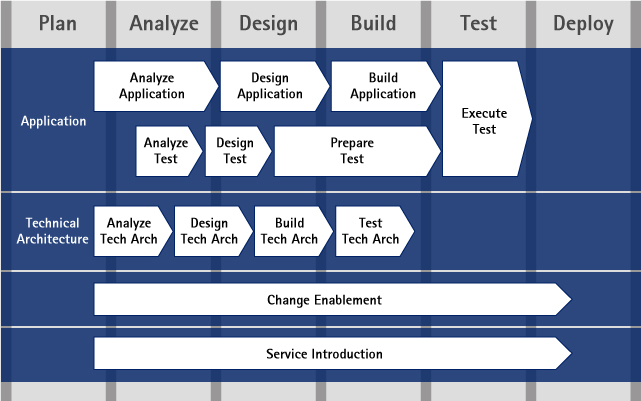 Plan Analyze Design Build Test Deploy
Analyze
Application
Design
Application
Build
Application
Application
Execute
Test
Analyze
Test
Design
Test
Prepare
Test
Technical
Architecture
Analyze
Tech Arch
Design
Tech Arch
Build
Tech Arch
Test
Tech Arch
Change Enablement
Service Introduction